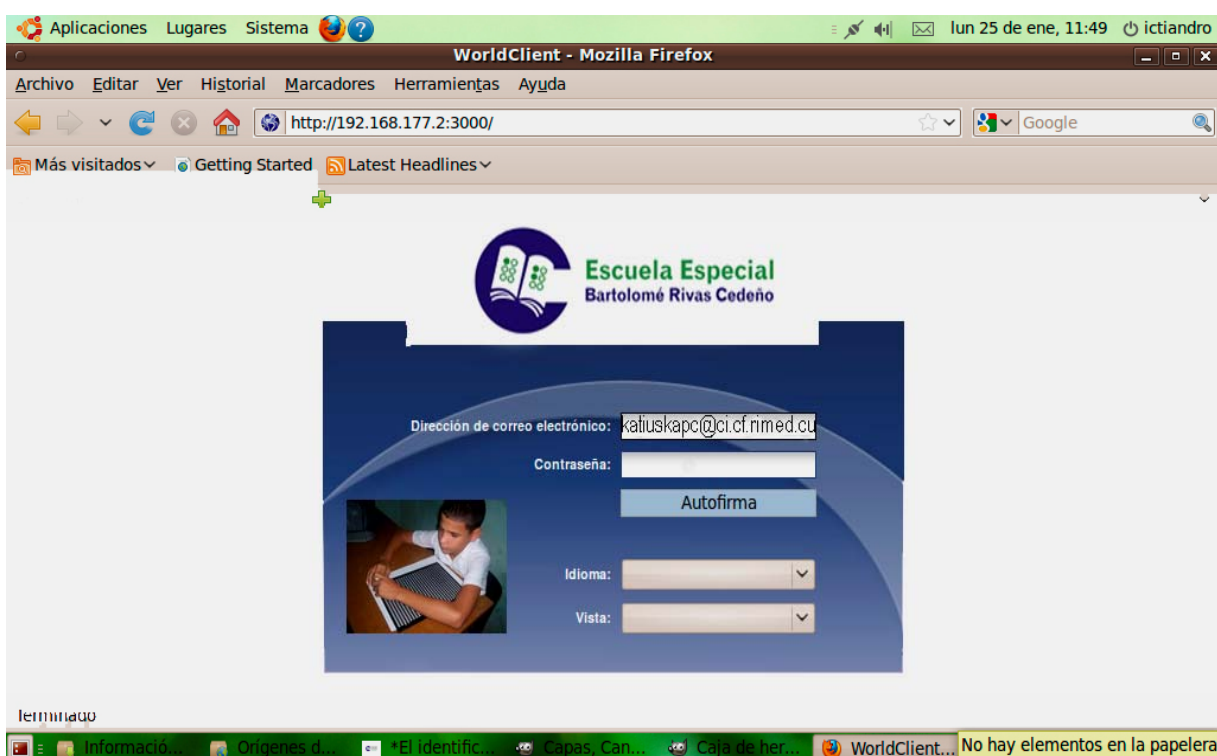 Aplicaciones Lugares Sistema lun 25 de ene, 11:49 ictiandro
WorldClient - Mozilla Firefox
Archivo Editar Ver Historial Marcadores Herramientas Ayuda
http://192.168.177.2:3000/ Google
Más visitados Getting Started Latest Headlines
Escuela Especial
Bartolomé Rivas Cedeño
Dirección de correo electrónico: katiuskapc@ci.cf.rimed.cu
Contraseña:
Autofirma
Idioma:
Vista:
Terminado
Informació... Orígenes d... *El identific... Capas, Can... Caja de her... WorldClient... No hay elementos en la papelera